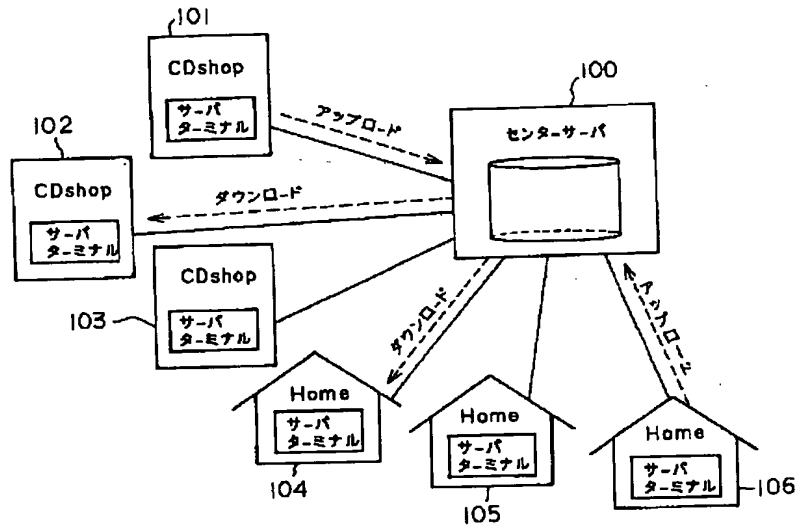 101
CDshop
サーバ
ターミナル
100
センターサーバ
アップロード
102
CDshop
サーバ
ターミナル
ダウンロード
CDshop
サーバ
ターミナル
103
ダウンロード
アップロード
Home
サーバ
ターミナル
104
Home
サーバ
ターミナル
105
Home
サーバ
ターミナル
106